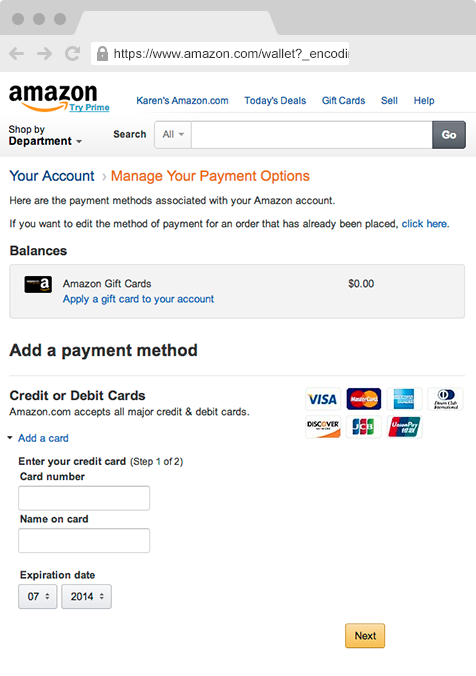 https://www.amazon.com/wallet?_encodi
amazon
Try Prime
Karen's Amazon.com Today's Deals Gift Cards Sell Help
Shop by
Department
Search All Go
Your Account › Manage Your Payment Options
Here are the payment methods associated with your Amazon account.
If you want to edit the method of payment for an order that has already been placed, click here.
Balances
a Amazon Gift Cards $0.00
Apply a gift card to your account
Add a payment method
Credit or Debit Cards
Amazon.com accepts all major credit & debit cards.
VISA MasterCard AMERICAN EXPRESS Diners Club International
DISCOVER JCB UnionPay 银联
Add a card
Enter your credit card (Step 1 of 2)
Card number
Name on card
Expiration date
07 2014
Next